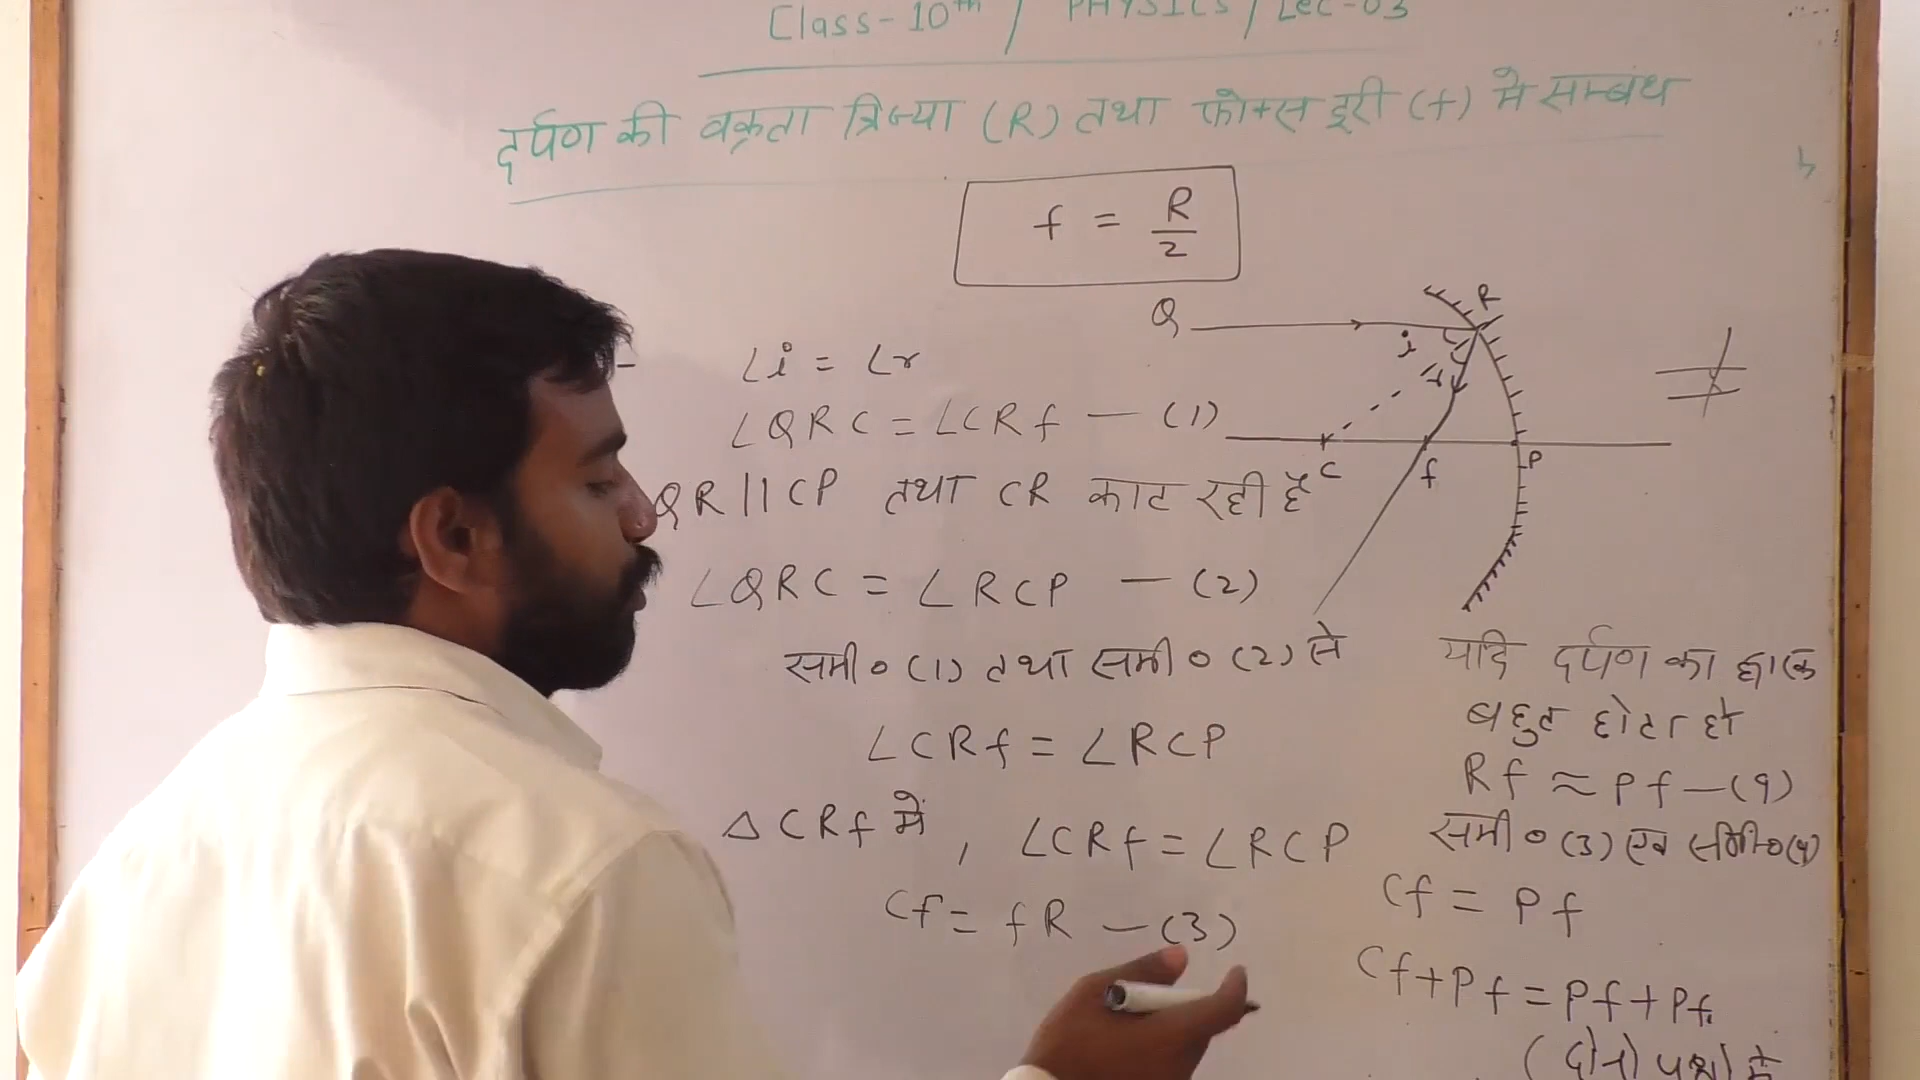 Class-10th / PHYSICS / Lec-03
दर्पण की वक्रता त्रिज्या (R) तथा फोकस दूरी (f) मे सम्बंध
f = R/2
Q
R
i
r
C
f
P
∠i = ∠r
∠QRC = ∠CRf — (1)
QR || CP तथा CR काट रही है
∠QRC = ∠RCP — (2)
समी० (1) तथा समी० (2) से
∠CRf = ∠RCP
△CRf में, ∠CRf = ∠RCP
Cf = fR — (3)
यदि दर्पण का
बहुत छोटा हो
Rf ≈ Pf — (4)
समी० (3) एव समी० (4)
Cf = Pf
Cf + Pf = Pf + Pf
(दोनो पक्षो मे